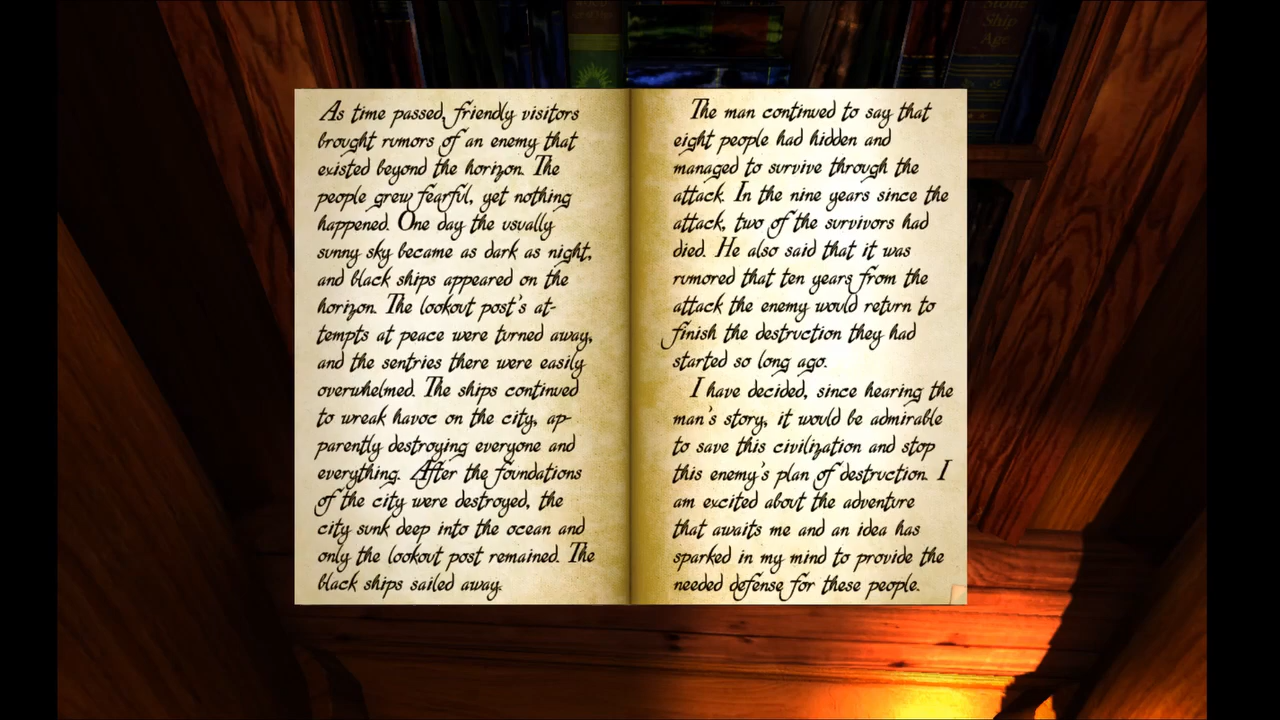 Stone
Ship
Age
As time passed, friendly visitors
brought rumors of an enemy that
existed beyond the horizon. The
people grew fearful, yet nothing
happened. One day the usually
sunny sky became as dark as night,
and black ships appeared on the
horizon. The lookout post's at-
tempts at peace were turned away,
and the sentries there were easily
overwhelmed. The ships continued
to wreak havoc on the city, ap-
parently destroying everyone and
everything. After the foundations
of the city were destroyed, the
city sunk deep into the ocean and
only the lookout post remained. The
black ships sailed away.
The man continued to say that
eight people had hidden and
managed to survive through the
attack. In the nine years since the
attack, two of the survivors had
died. He also said that it was
rumored that ten years from the
attack the enemy would return to
finish the destruction they had
started so long ago.
I have decided, since hearing the
man's story, it would be admirable
to save this civilization and stop
this enemy's plan of destruction. I
am excited about the adventure
that awaits me and an idea has
sparked in my mind to provide the
needed defense for these people.